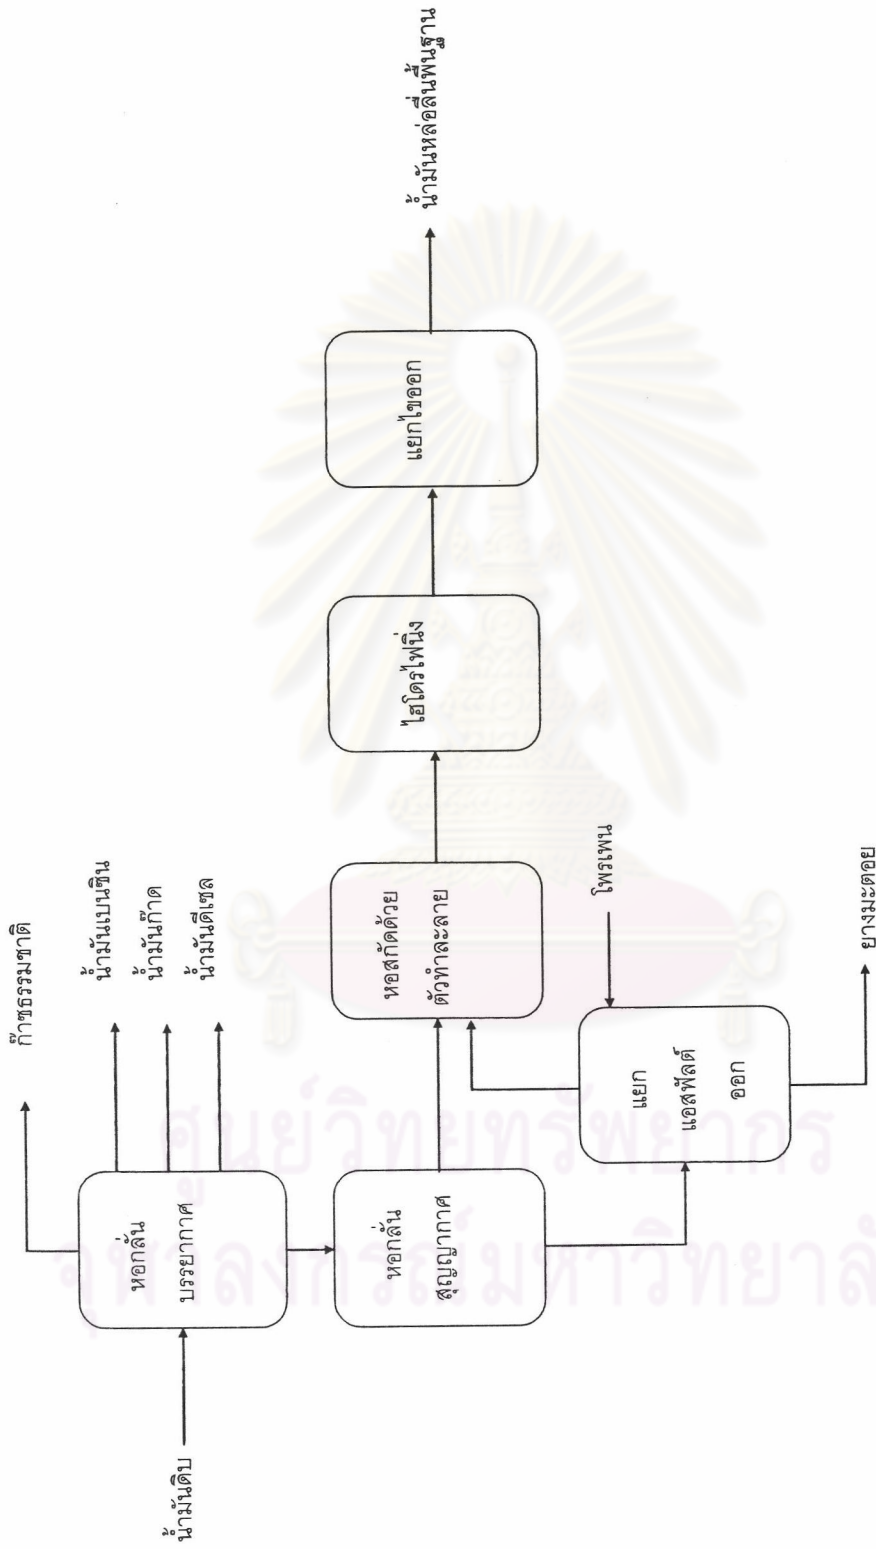 น้ำมันดิบ
หอกลั่น
บรรยากาศ
ก๊าซธรรมชาติ
น้ำมันเบนซิน
น้ำมันก๊าด
น้ำมันดีเซล
หอกลั่น
สุญญากาศ
แยก
แอสฟัลต์
ออก
โพรเพน
ยางมะตอย
หอสกัดด้วย
ตัวทำละลาย
ไฮโดรไฟนิ่ง
แยกไขออก
น้ำมันหล่อลื่นพื้นฐาน
ศูนย์วิทยทรัพยากร
จุฬาลงกรณ์มหาวิทยาลั